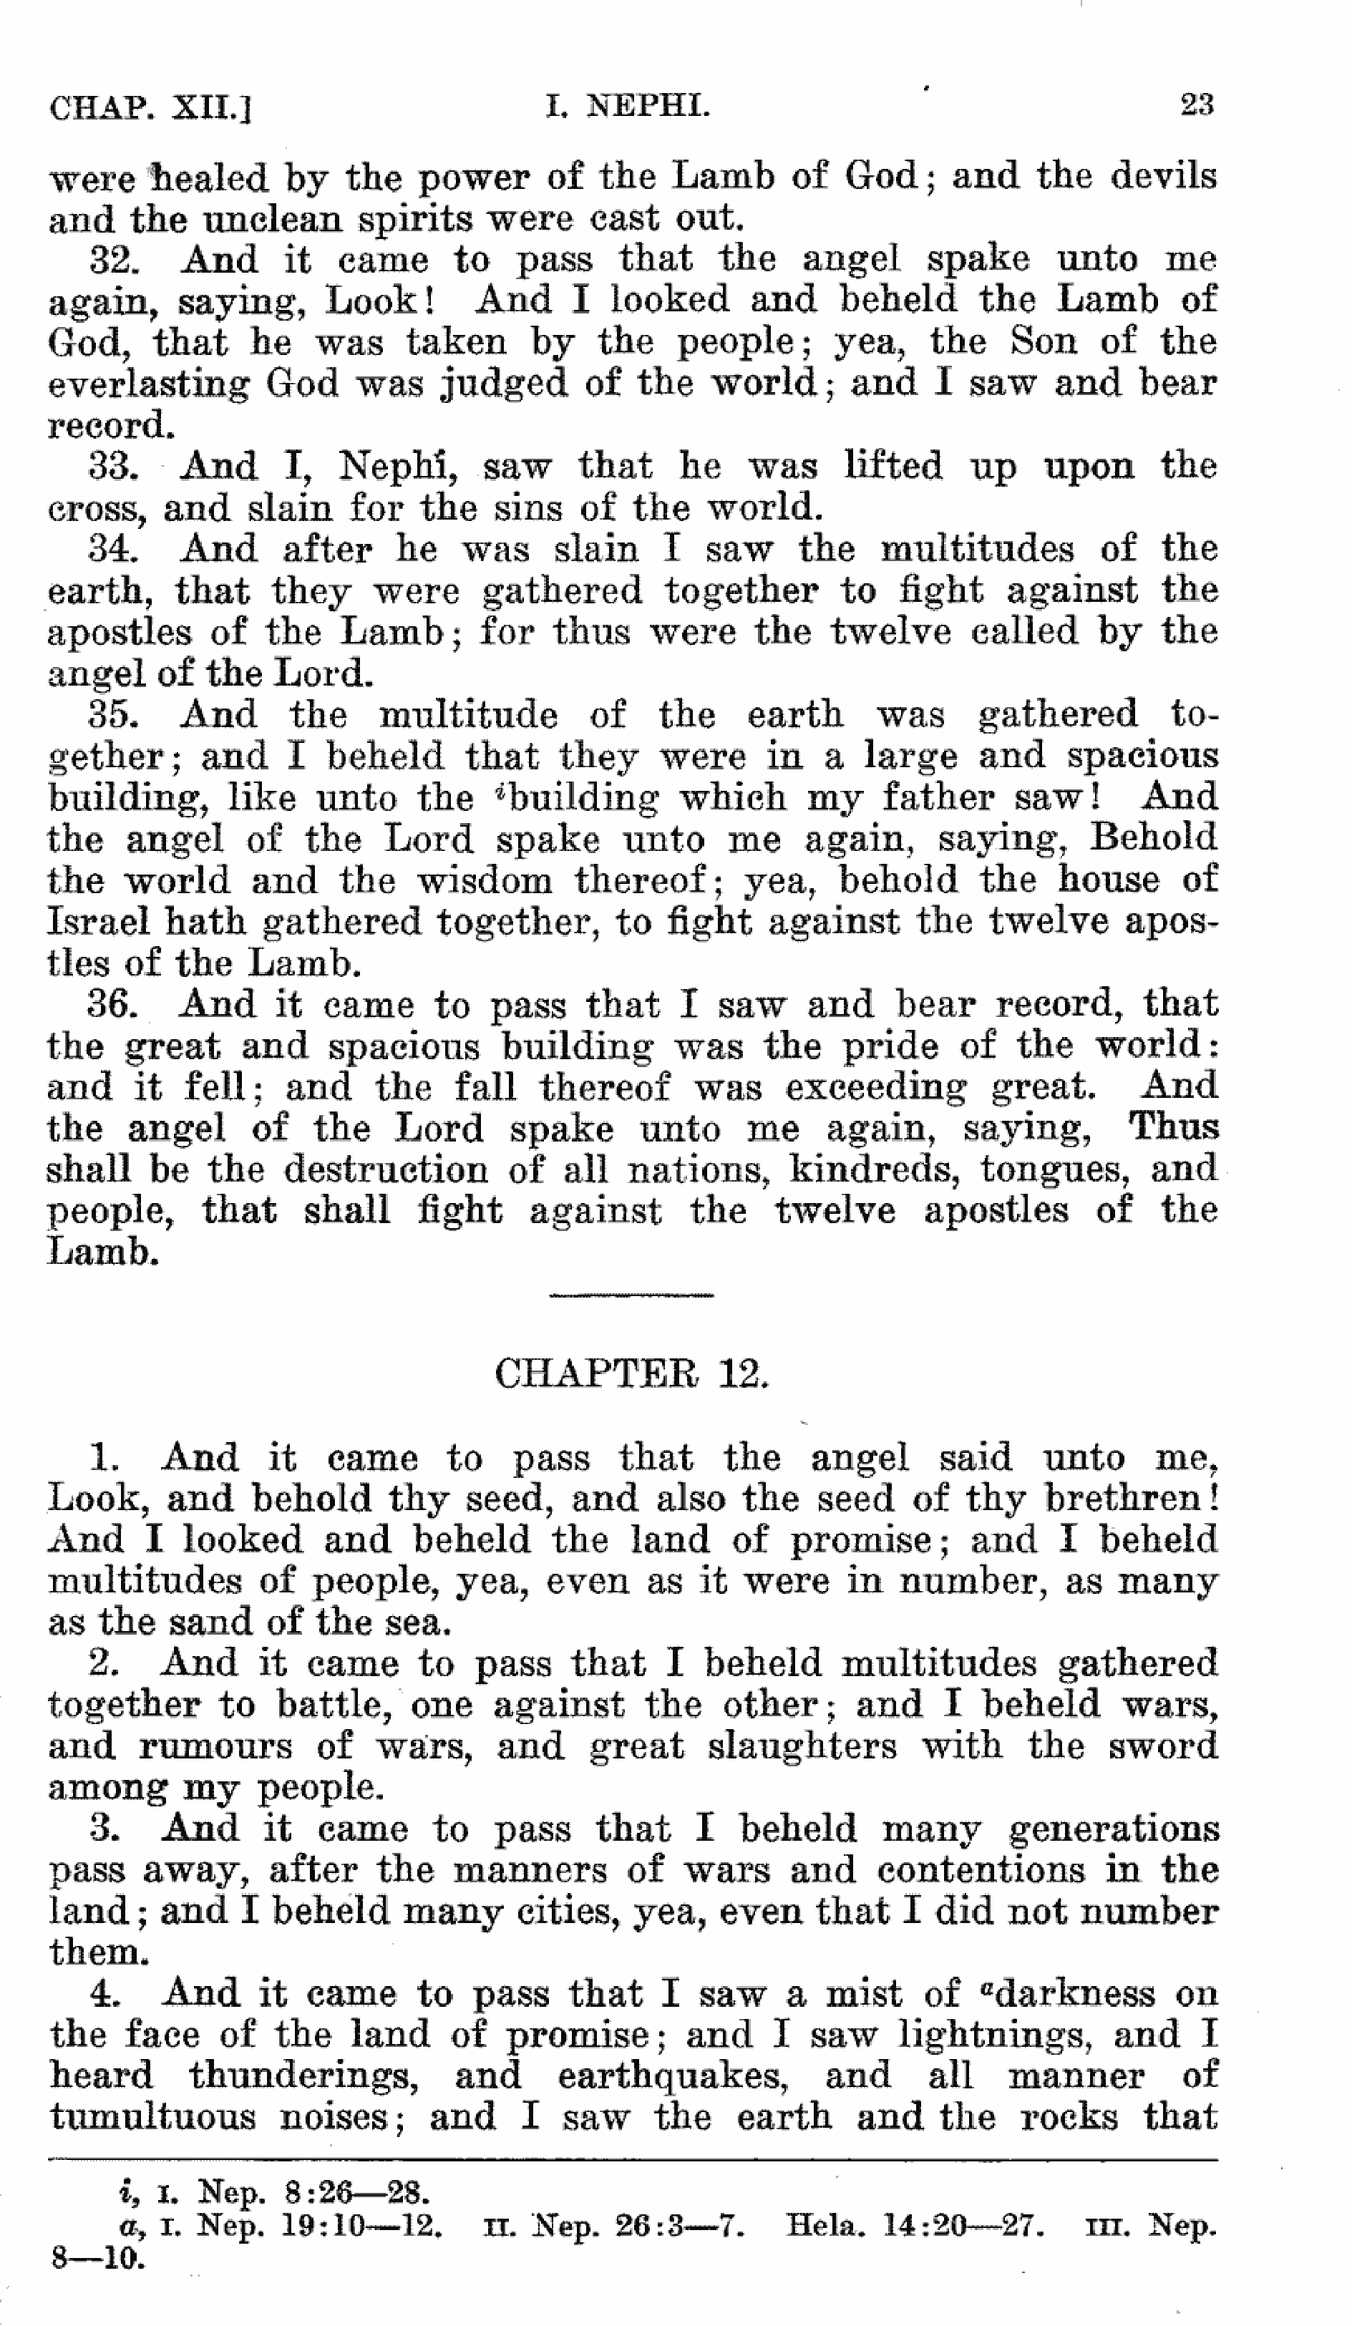 CHAP. XII.] I. NEPHI. 23
were healed by the power of the Lamb of God; and the devils
and the unclean spirits were cast out.
32. And it came to pass that the angel spake unto me
again, saying, Look! And I looked and beheld the Lamb of
God, that he was taken by the people; yea, the Son of the
everlasting God was judged of the world; and I saw and bear
record.
33. And I, Nephi, saw that he was lifted up upon the
cross, and slain for the sins of the world.
34. And after he was slain I saw the multitudes of the
earth, that they were gathered together to fight against the
apostles of the Lamb; for thus were the twelve called by the
angel of the Lord.
35. And the multitude of the earth was gathered to-
gether; and I beheld that they were in a large and spacious
building, like unto the ibuilding which my father saw! And
the angel of the Lord spake unto me again, saying, Behold
the world and the wisdom thereof; yea, behold the house of
Israel hath gathered together, to fight against the twelve apos-
tles of the Lamb.
36. And it came to pass that I saw and bear record, that
the great and spacious building was the pride of the world:
and it fell; and the fall thereof was exceeding great. And
the angel of the Lord spake unto me again, saying, Thus
shall be the destruction of all nations, kindreds, tongues, and
people, that shall fight against the twelve apostles of the
Lamb.
CHAPTER 12.
1. And it came to pass that the angel said unto me,
Look, and behold thy seed, and also the seed of thy brethren!
And I looked and beheld the land of promise; and I beheld
multitudes of people, yea, even as it were in number, as many
as the sand of the sea.
2. And it came to pass that I beheld multitudes gathered
together to battle, one against the other; and I beheld wars,
and rumours of wars, and great slaughters with the sword
among my people.
3. And it came to pass that I beheld many generations
pass away, after the manners of wars and contentions in the
land; and I beheld many cities, yea, even that I did not number
them.
4. And it came to pass that I saw a mist of adarkness on
the face of the land of promise; and I saw lightnings, and I
heard thunderings, and earthquakes, and all manner of
tumultuous noises; and I saw the earth and the rocks that
i, I. Nep. 8:26—28.
a, I. Nep. 19:10—12. II. Nep. 26:3—7. Hela. 14:20—27. III. Nep.
8—10.